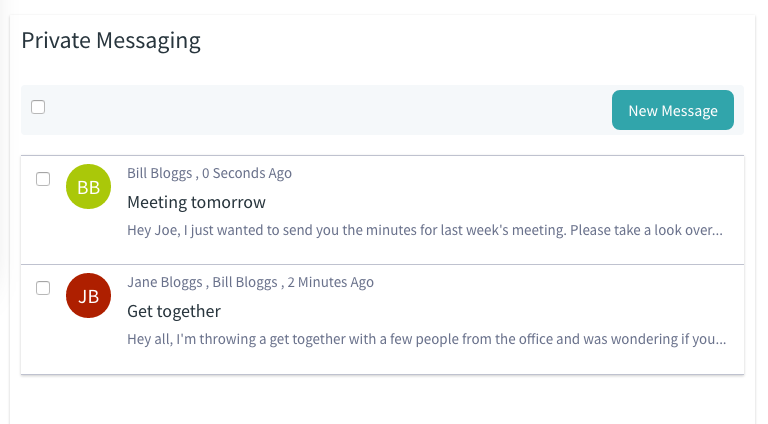 Private Messaging
New Message
BB
Bill Bloggs , 0 Seconds Ago
Meeting tomorrow
Hey Joe, I just wanted to send you the minutes for last week's meeting. Please take a look over...
JB
Jane Bloggs , Bill Bloggs , 2 Minutes Ago
Get together
Hey all, I'm throwing a get together with a few people from the office and was wondering if you...